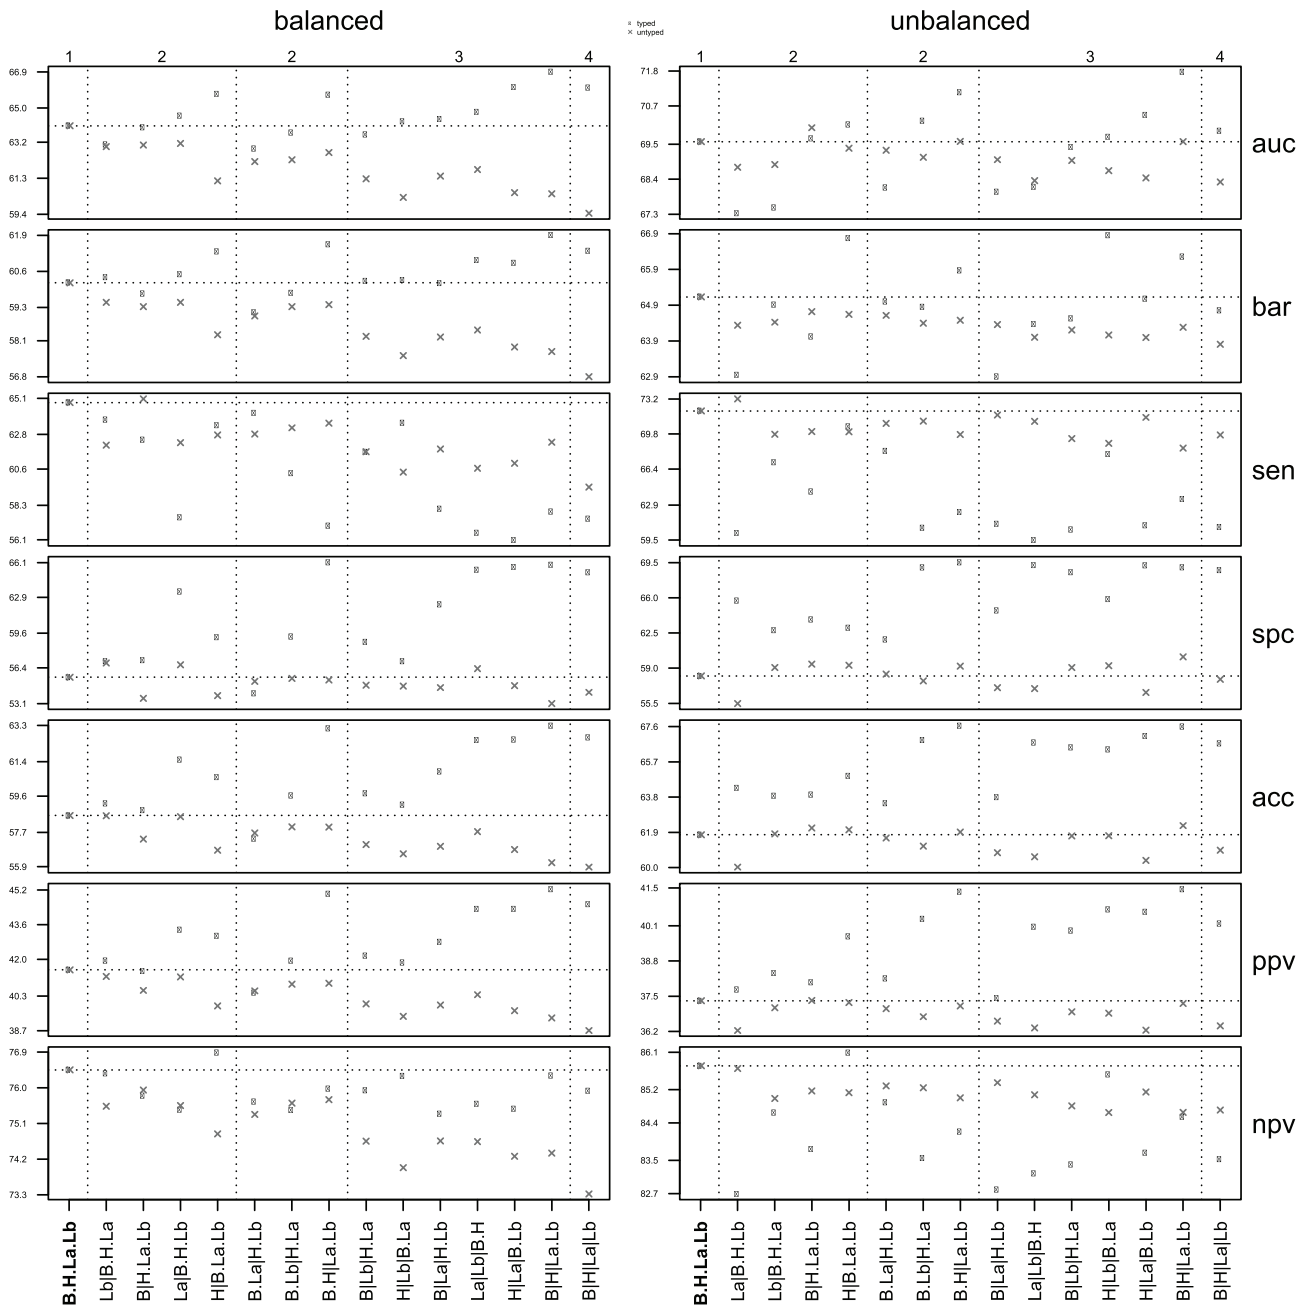 balanced
typed
untyped
unbalanced
1 2 2 3 4
1 2 2 3 4
66.9
65.0
63.2
61.3
59.4
71.8
70.7
69.5
68.4
67.3
auc
61.9
60.6
59.3
58.1
56.8
66.9
65.9
64.9
63.9
62.9
bar
65.1
62.8
60.6
58.3
56.1
73.2
69.8
66.4
62.9
59.5
sen
66.1
62.9
59.6
56.4
53.1
69.5
66.0
62.5
59.0
55.5
spc
63.3
61.4
59.6
57.7
55.9
67.6
65.7
63.8
61.9
60.0
acc
45.2
43.6
42.0
40.3
38.7
41.5
40.1
38.8
37.5
36.2
ppv
76.9
76.0
75.1
74.2
73.3
86.1
85.2
84.4
83.5
82.7
npv
B.H.La.Lb
Lb|B.H.La
B|H.La.Lb
La|B.H.Lb
H|B.La.Lb
B.La|H.Lb
B.Lb|H.La
B.H|La.Lb
B|Lb|H.La
H|Lb|B.La
B|La|H.Lb
La|Lb|B.H
H|La|B.Lb
B|H|La.Lb
B|H|La|Lb
B.H.La.Lb
La|B.H.Lb
Lb|B.H.La
B|H.La.Lb
H|B.La.Lb
B.La|H.Lb
B.Lb|H.La
B.H|La.Lb
B|La|H.Lb
La|Lb|B.H
B|Lb|H.La
H|Lb|B.La
H|La|B.Lb
B|H|La.Lb
B|H|La|Lb